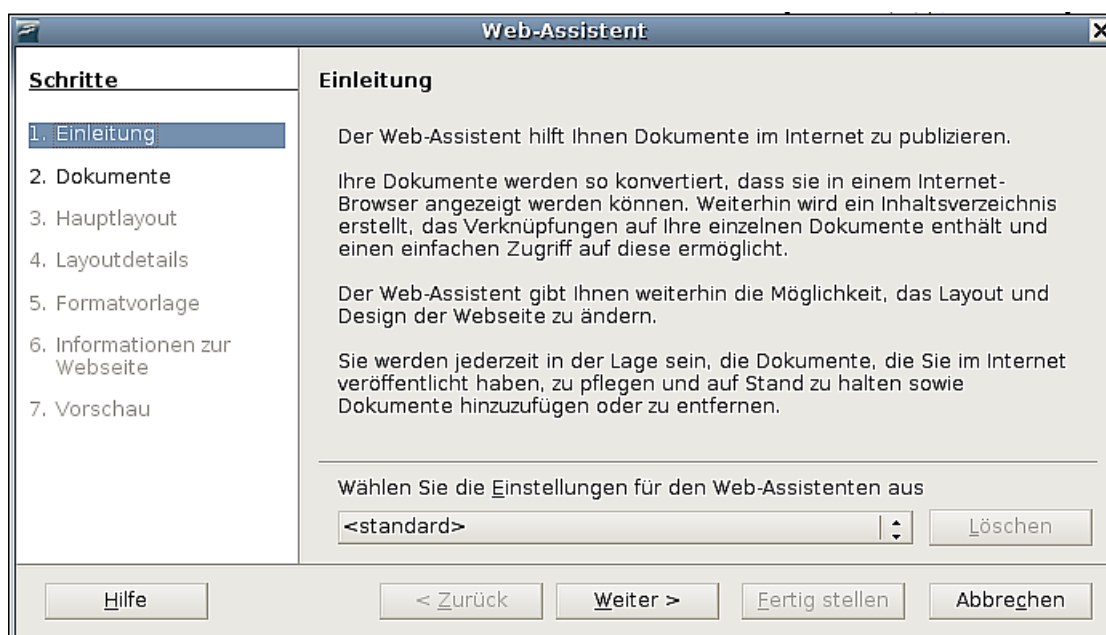 Web-Assistent
Schritte
1. Einleitung
2. Dokumente
3. Hauptlayout
4. Layoutdetails
5. Formatvorlage
6. Informationen zur
Webseite
7. Vorschau
Einleitung
Der Web-Assistent hilft Ihnen Dokumente im Internet zu publizieren.
Ihre Dokumente werden so konvertiert, dass sie in einem Internet-
Browser angezeigt werden können. Weiterhin wird ein Inhaltsverzeichnis
erstellt, das Verknüpfungen auf Ihre einzelnen Dokumente enthält und
einen einfachen Zugriff auf diese ermöglicht.
Der Web-Assistent gibt Ihnen weiterhin die Möglichkeit, das Layout und
Design der Webseite zu ändern.
Sie werden jederzeit in der Lage sein, die Dokumente, die Sie im Internet
veröffentlicht haben, zu pflegen und auf Stand zu halten sowie
Dokumente hinzuzufügen oder zu entfernen.
Wählen Sie die Einstellungen für den Web-Assistenten aus
<standard>
Löschen
Hilfe
< Zurück
Weiter >
Fertig stellen
Abbrechen